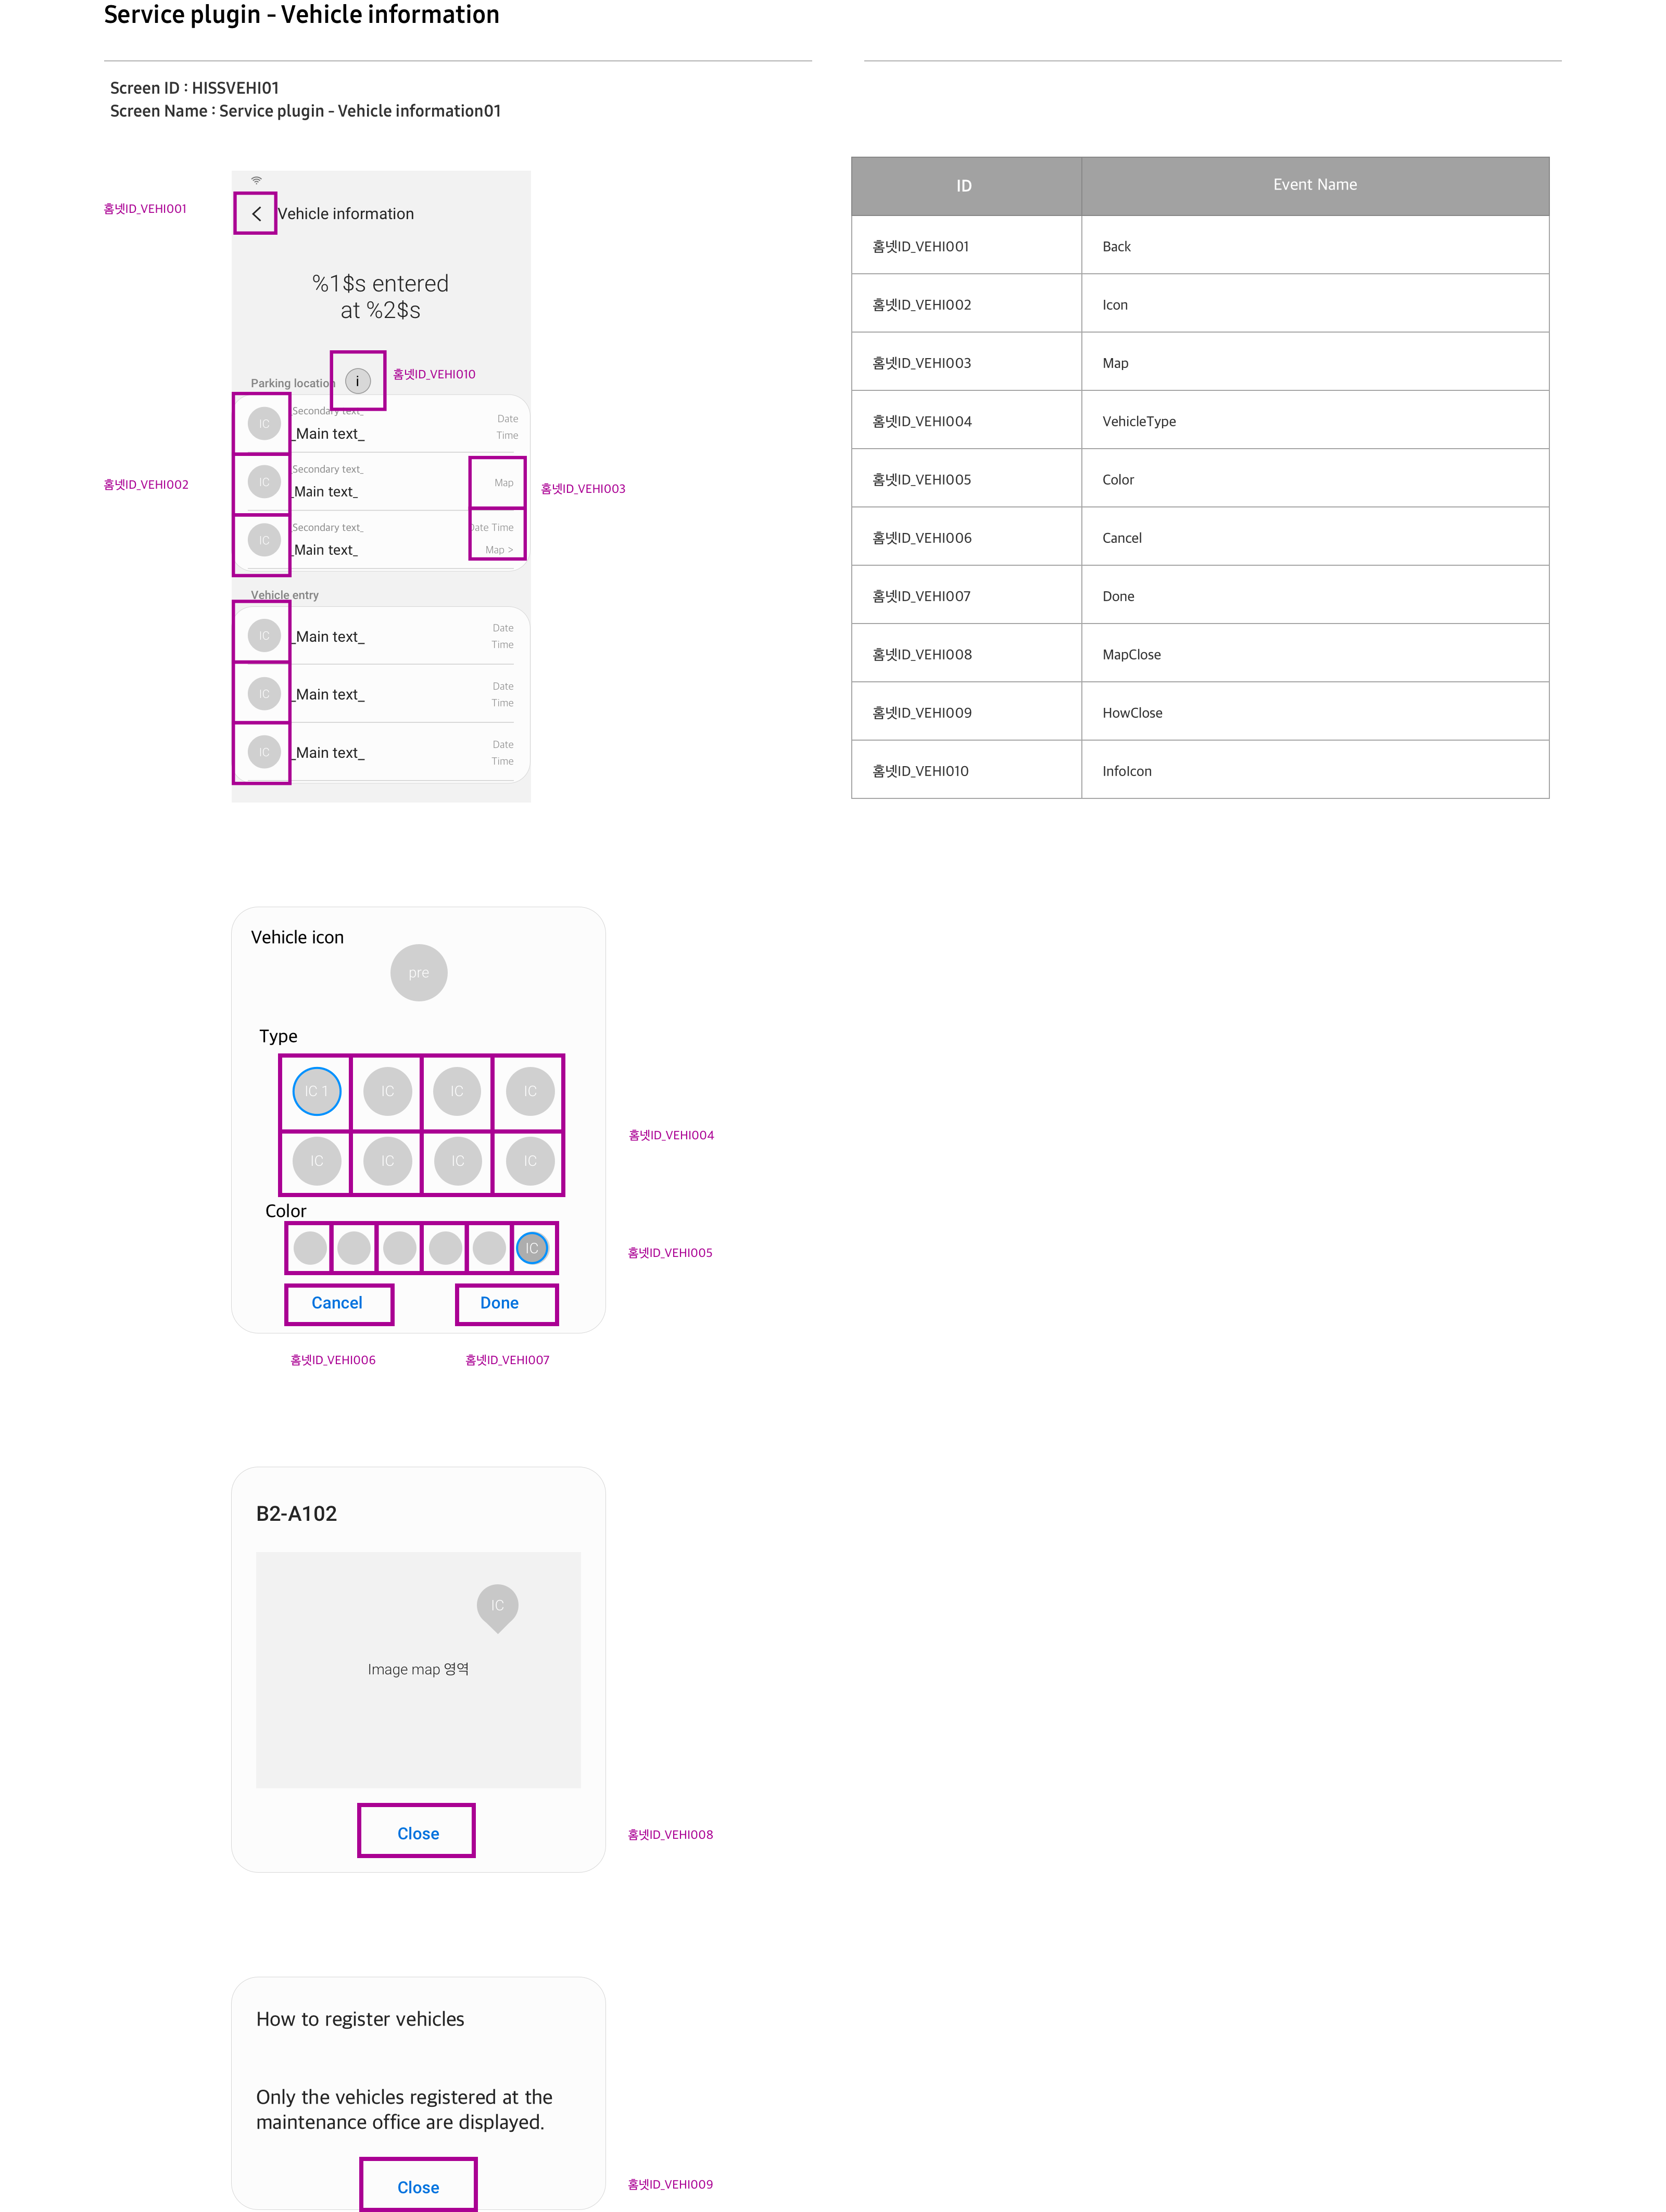 Service plugin - Vehicle information
Screen ID : HISSVEHI01
Screen Name : Service plugin - Vehicle information01
홈넷ID_VEHI001
Vehicle information
%1$s entered
at %2$s
홈넷ID_VEHI010
i
Parking location
IC
_Secondary text_
_Main text_
Date
Time
홈넷ID_VEHI002
IC
Secondary text_
_Main text_
Map
홈넷ID_VEHI003
IC
Secondary text_
_Main text_
Date Time
Map >
Vehicle entry
IC
_Main text_
Date
Time
IC
_Main text_
Date
Time
IC
_Main text_
Date
Time
ID Event Name
홈넷ID_VEHI001 Back
홈넷ID_VEHI002 Icon
홈넷ID_VEHI003 Map
홈넷ID_VEHI004 VehicleType
홈넷ID_VEHI005 Color
홈넷ID_VEHI006 Cancel
홈넷ID_VEHI007 Done
홈넷ID_VEHI008 MapClose
홈넷ID_VEHI009 HowClose
홈넷ID_VEHI010 InfoIcon
Vehicle icon
pre
Type
IC 1 IC IC IC
홈넷ID_VEHI004
IC IC IC IC
Color
IC
홈넷ID_VEHI005
Cancel Done
홈넷ID_VEHI006 홈넷ID_VEHI007
B2-A102
IC
Image map 영역
Close
홈넷ID_VEHI008
How to register vehicles
Only the vehicles registered at the
maintenance office are displayed.
Close
홈넷ID_VEHI009